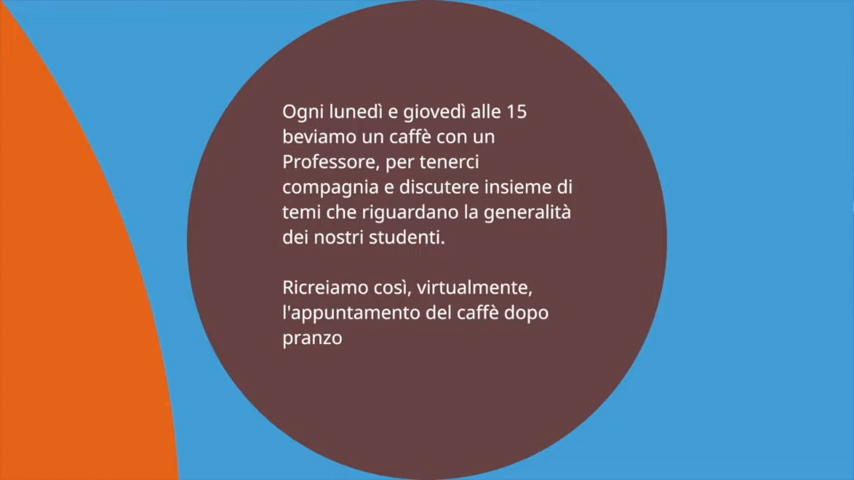 Ogni lunedì e giovedì alle 15
beviamo un caffè con un
Professore, per tenerci
compagnia e discutere insieme di
temi che riguardano la generalità
dei nostri studenti.
Ricreiamo così, virtualmente,
l'appuntamento del caffè dopo
pranzo